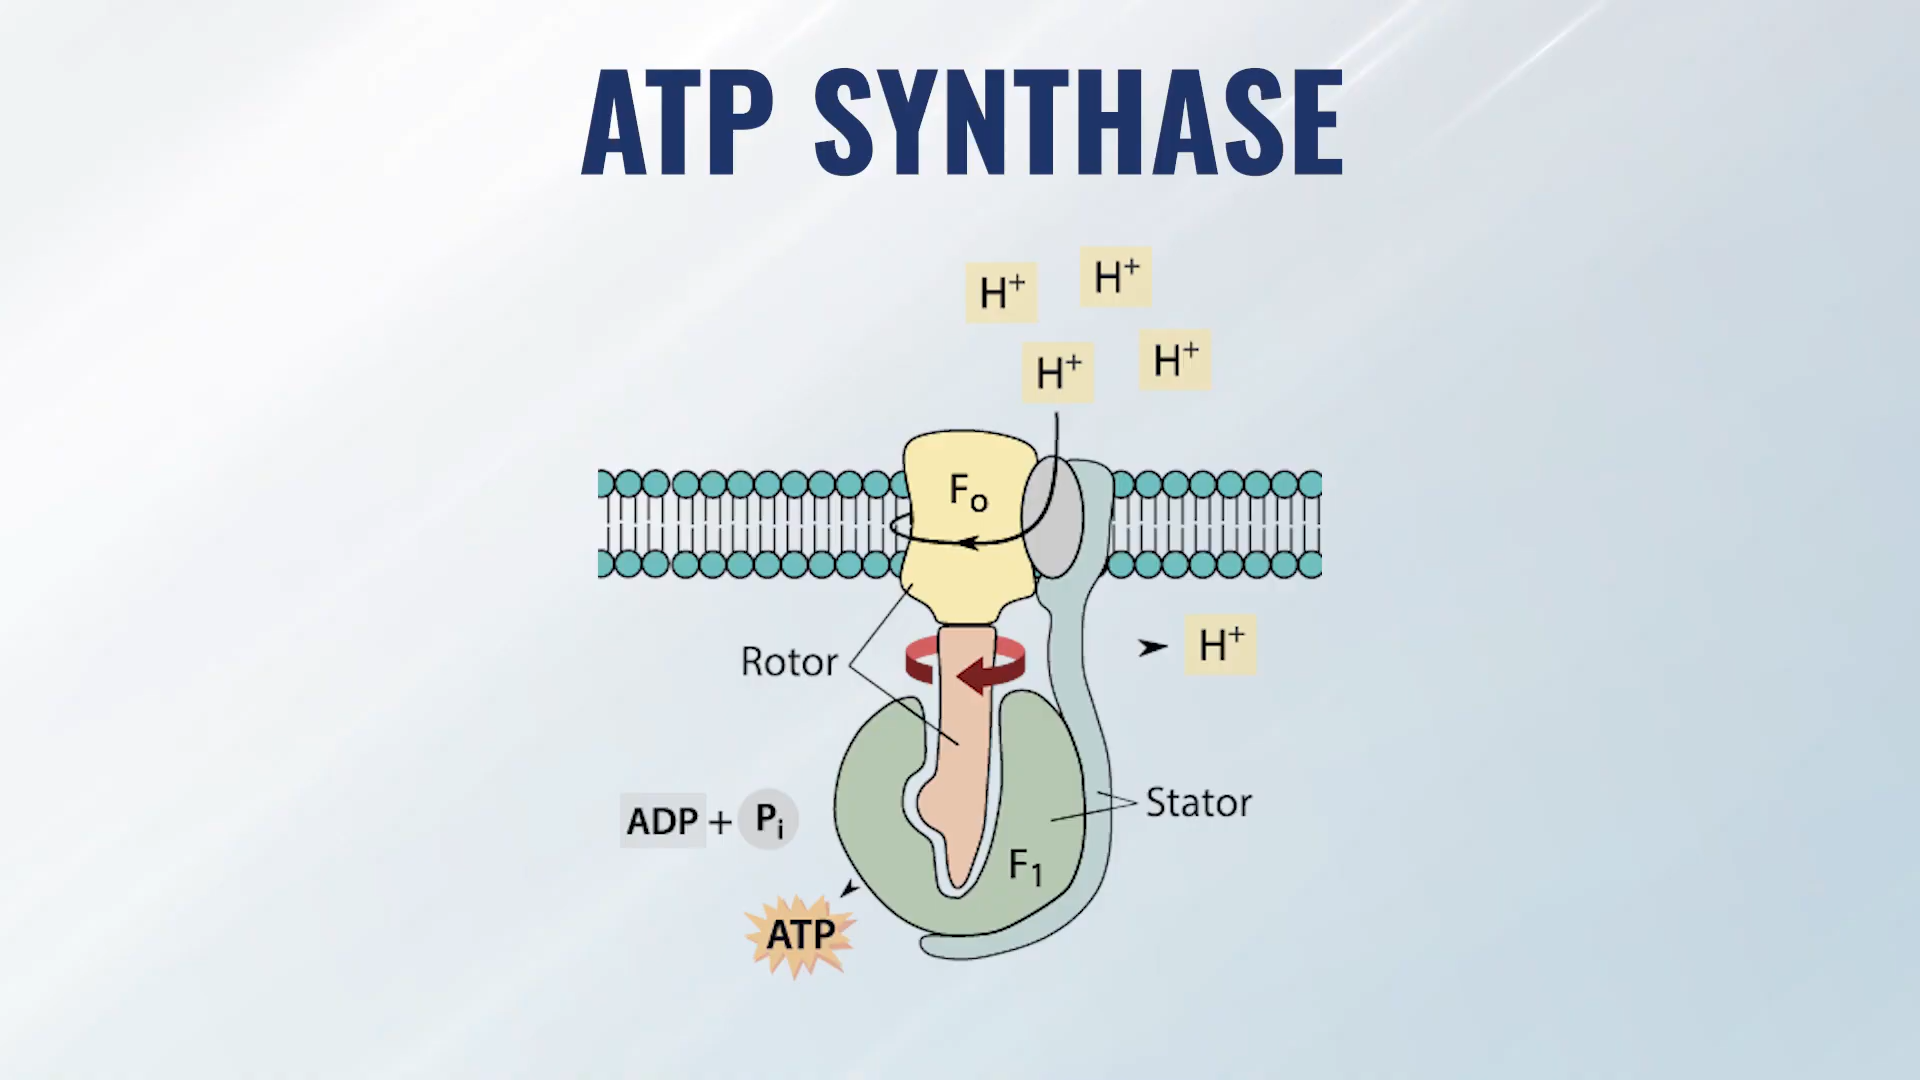 ATP SYNTHASE
H⁺
H⁺
H⁺
H⁺
Fₒ
H⁺
Rotor
ADP + Pᵢ
Stator
F₁
ATP